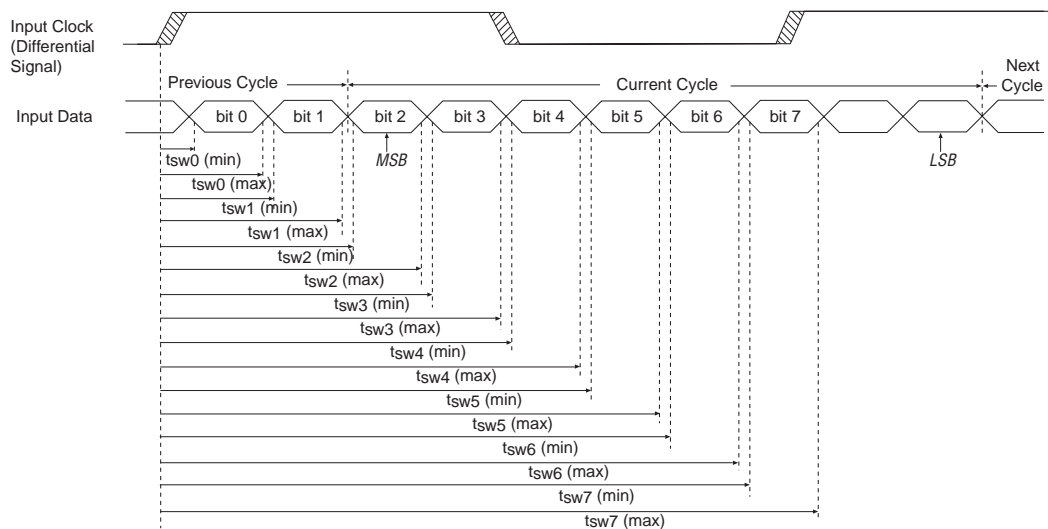 Input Clock
(Differential
Signal)
Previous Cycle
Current Cycle
Next
Cycle
Input Data
bit 0
bit 1
bit 2
bit 3
bit 4
bit 5
bit 6
bit 7
MSB
LSB
tsw0 (min)
tsw0 (max)
tsw1 (min)
tsw1 (max)
tsw2 (min)
tsw2 (max)
tsw3 (min)
tsw3 (max)
tsw4 (min)
tsw4 (max)
tsw5 (min)
tsw5 (max)
tsw6 (min)
tsw6 (max)
tsw7 (min)
tsw7 (max)